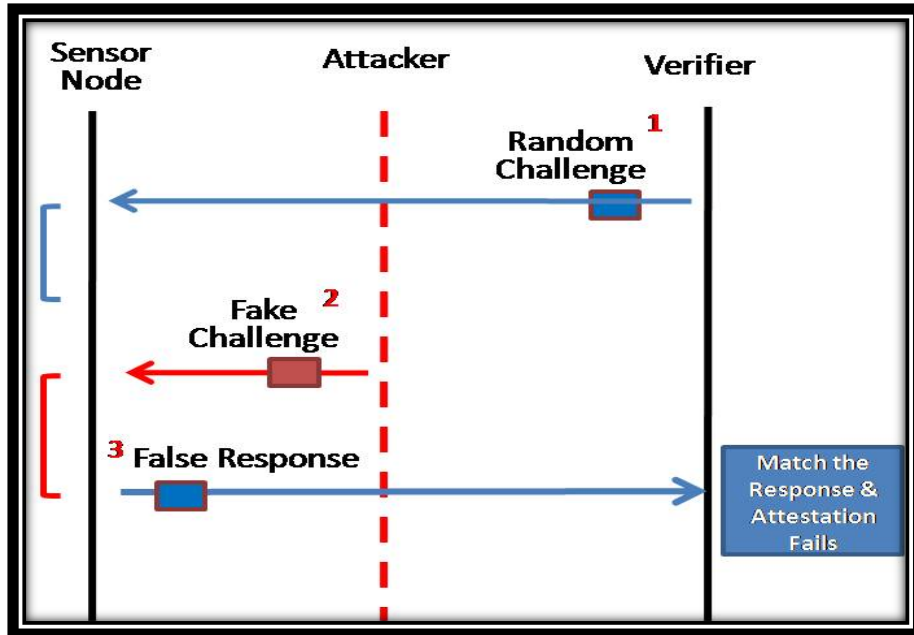 Sensor
Node
Attacker
Verifier
Random 1
Challenge
Fake 2
Challenge
3 False Response
Match the
Response &
Attestation
Fails